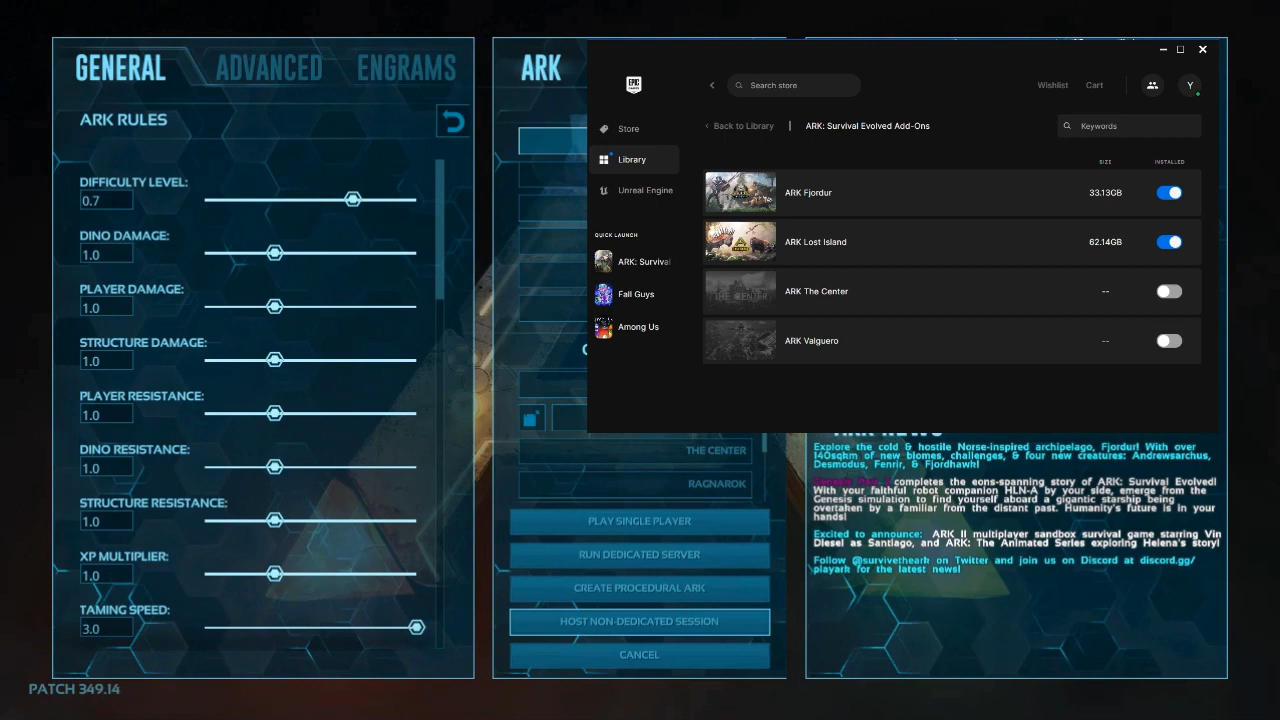 GENERAL
ADVANCED
ENGRAMS
ARK RULES
DIFFICULTY LEVEL:
0.7
DINO DAMAGE:
1.0
PLAYER DAMAGE:
1.0
STRUCTURE DAMAGE:
1.0
PLAYER RESISTANCE:
1.0
DINO RESISTANCE:
1.0
STRUCTURE RESISTANCE:
1.0
XP MULTIPLIER:
1.0
TAMING SPEED:
3.0
PATCH 349.14
ARK
THE CENTER
RAGNAROK
PLAY SINGLE PLAYER
RUN DEDICATED SERVER
CREATE PROCEDURAL ARK
HOST NON-DEDICATED SESSION
CANCEL
EPIC
GAMES
Search store
Wishlist
Cart
Y
Store
Library
Unreal Engine
QUICK LAUNCH
ARK: Survival
Fall Guys
Among Us
Back to Library
ARK: Survival Evolved Add-Ons
Keywords
SIZE
INSTALLED
ARK Fjordur
33.13GB
ARK Lost Island
62.14GB
THE CENTER
ARK The Center
--
ARK Valguero
--
ARK NEWS
Explore the cold & hostile Norse-inspired archipelago, Fjordur! With over
140sqkm of new biomes, challenges, & four new creatures: Andrewsarchus,
Desmodus, Fenrir, & Fjordhawk!
Genesis Part 2 completes the eons-spanning story of ARK: Survival Evolved!
With your faithful robot companion HLN-A by your side, emerge from the
Genesis simulation to find yourself aboard a gigantic starship being
overtaken by a familiar from the distant past. Humanity's future is in your
hands!
Excited to announce: ARK II multiplayer sandbox survival game starring Vin
Diesel as Santiago, and ARK: The Animated Series exploring Helena's story!
Follow @survivetheark on Twitter and join us on Discord at discord.gg/
playark for the latest news!